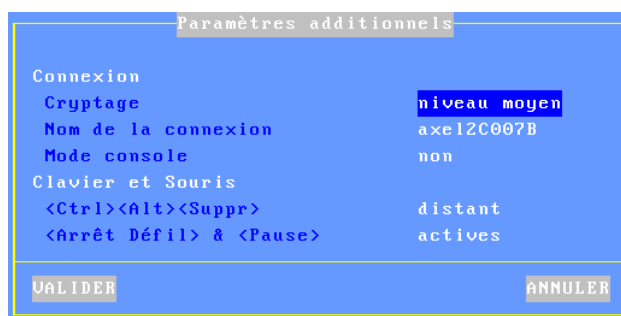 Paramètres additionnels
Connexion
Cryptage niveau moyen
Nom de la connexion axel2C007B
Mode console non
Clavier et Souris
<Ctrl><Alt><Suppr> distant
<Arrêt Défil> & <Pause> actives
VALIDER ANNULER